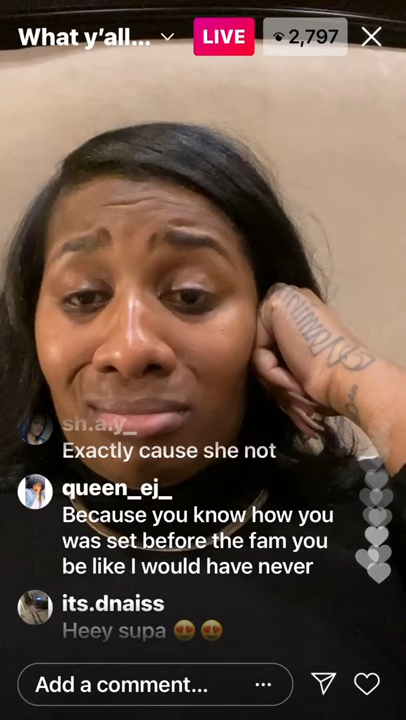 What y'all...
LIVE
2,797
sh.a.y_
Exactly cause she not
queen_ej_
Because you know how you
was set before the fam you
be like I would have never
its.dnaiss
Heey supa 😍😍
Add a comment...